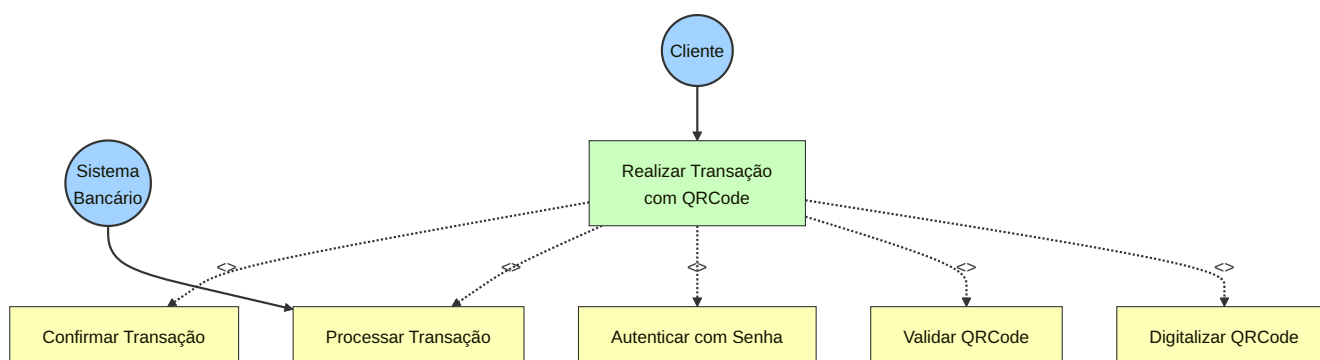 Cliente
Sistema
Bancário
Realizar Transação
com QRCode
<>
<>
<>
<>
<>
Confirmar Transação
Processar Transação
Autenticar com Senha
Validar QRCode
Digitalizar QRCode